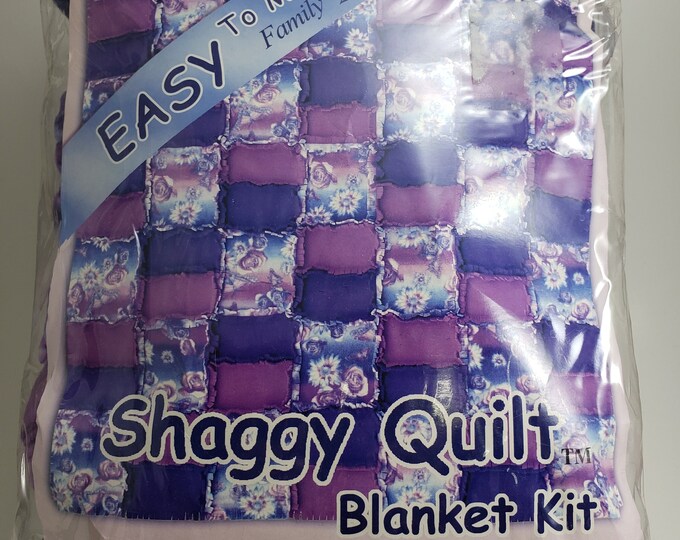 EASY To
Family
Shaggy Quilt™
Blanket Kit